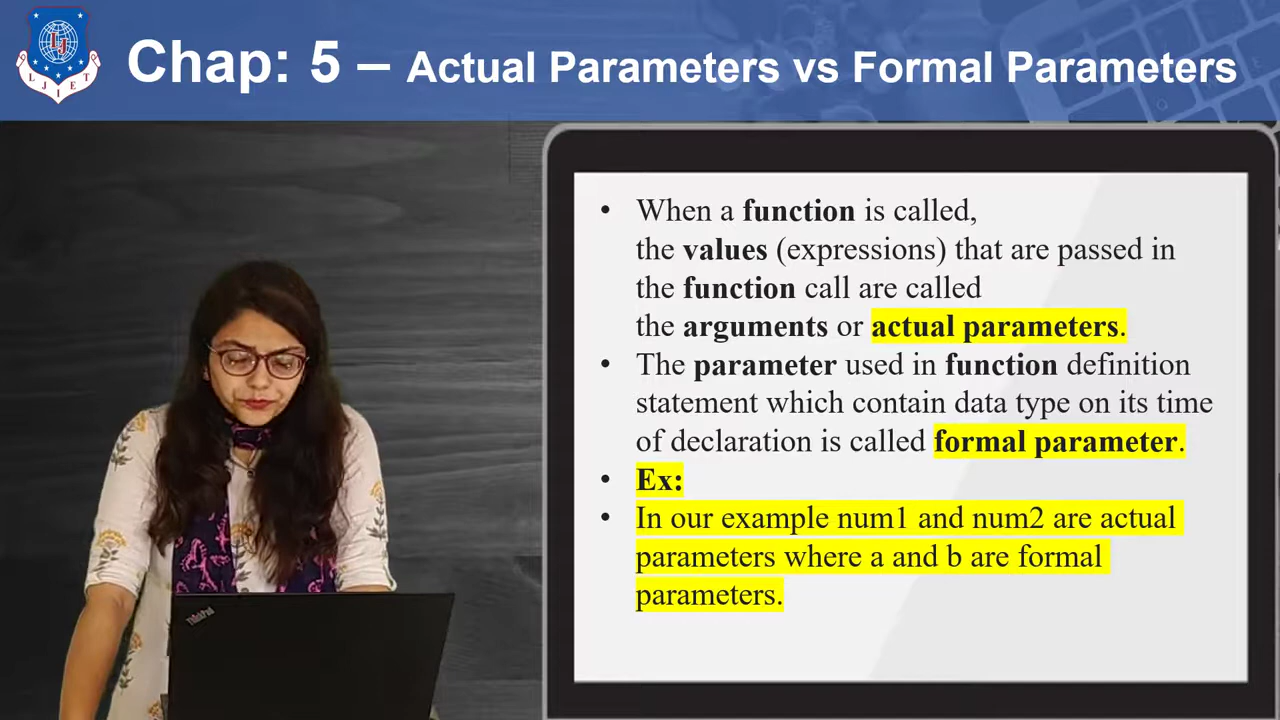 Chap: 5 – Actual Parameters vs Formal Parameters
LJ
L J I E T
• When a function is called,
the values (expressions) that are passed in
the function call are called
the arguments or actual parameters.
• The parameter used in function definition
statement which contain data type on its time
of declaration is called formal parameter.
• Ex:
• In our example num1 and num2 are actual
parameters where a and b are formal
parameters.
ThinkPad